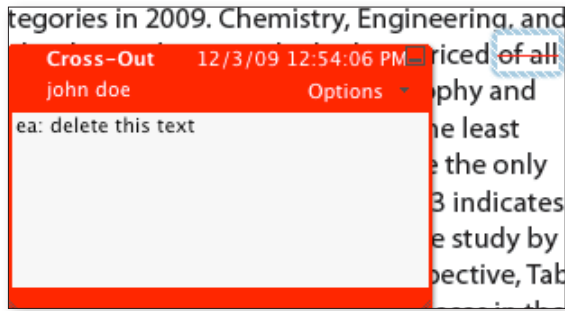 tegories in 2009. Chemistry, Engineering, and
Cross-Out 12/3/09 12:54:06 PM
riced of all
john doe Options
phy and
ea: delete this text
e least
e the only
3 indicates
e study by
pective, Tab